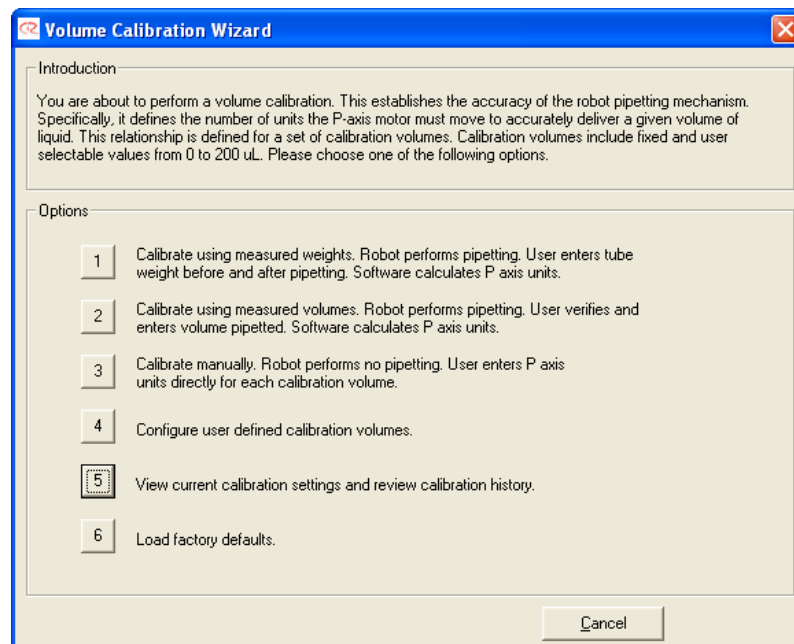 Volume Calibration Wizard
Introduction
You are about to perform a volume calibration. This establishes the accuracy of the robot pipetting mechanism.
Specifically, it defines the number of units the P-axis motor must move to accurately deliver a given volume of
liquid. This relationship is defined for a set of calibration volumes. Calibration volumes include fixed and user
selectable values from 0 to 200 uL. Please choose one of the following options.
Options
1 Calibrate using measured weights. Robot performs pipetting. User enters tube
weight before and after pipetting. Software calculates P axis units.
2 Calibrate using measured volumes. Robot performs pipetting. User verifies and
enters volume pipetted. Software calculates P axis units.
3 Calibrate manually. Robot performs no pipetting. User enters P axis
units directly for each calibration volume.
4 Configure user defined calibration volumes.
5 View current calibration settings and review calibration history.
6 Load factory defaults.
Cancel